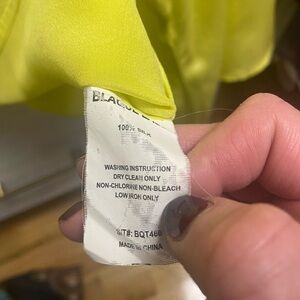 100% SILK
WASHING INSTRUCTION
DRY CLEAN ONLY
NON-CHLORINE NON-BLEACH
LOW IRON ONLY
MADE IN CHINA